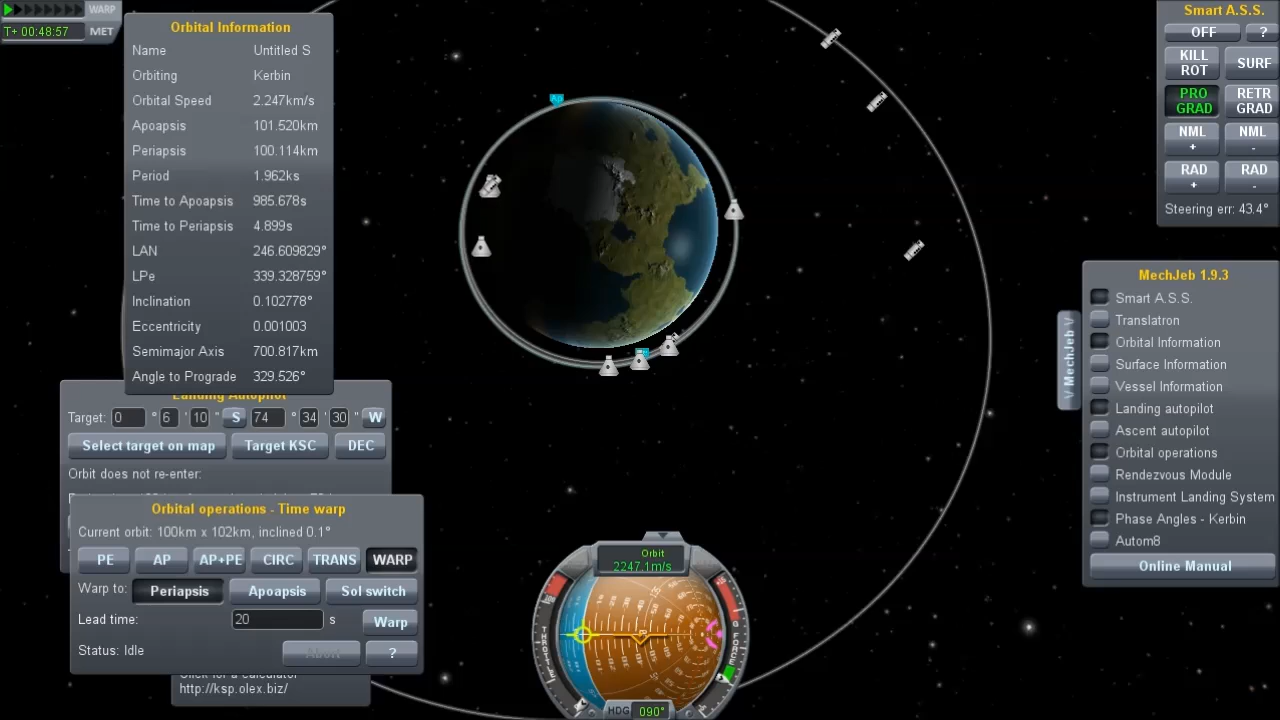 WARP
T+ 00:48:57 MET
Orbital Information
Name Untitled S
Orbiting Kerbin
Orbital Speed 2.247km/s
Apoapsis 101.520km
Periapsis 100.114km
Period 1.962ks
Time to Apoapsis 985.678s
Time to Periapsis 4.899s
LAN 246.609829°
LPe 339.328759°
Inclination 0.102778°
Eccentricity 0.001003
Semimajor Axis 700.817km
Angle to Prograde 329.526°
Landing Autopilot
Target: 0 ° 6 ' 10 " S 74 ° 34 ' 30 " W
Select target on map Target KSC DEC
Orbit does not re-enter:
Orbital operations - Time warp
Current orbit: 100km x 102km, inclined 0.1°
PE AP AP+PE CIRC TRANS WARP
Warp to: Periapsis Apoapsis SoI switch
Lead time: 20 s Warp
Status: Idle Abort ?
Click for a calculator
http://ksp.olex.biz/
Ap
Orbit
2247.1m/s
THROTTLE
G FORCE
HDG 090°
Smart A.S.S.
OFF ?
KILL ROT SURF
PRO GRAD RETR GRAD
NML + NML -
RAD + RAD -
Steering err: 43.4°
V MechJeb V
MechJeb 1.9.3
Smart A.S.S.
Translatron
Orbital Information
Surface Information
Vessel Information
Landing autopilot
Ascent autopilot
Orbital operations
Rendezvous Module
Instrument Landing System
Phase Angles - Kerbin
Autom8
Online Manual